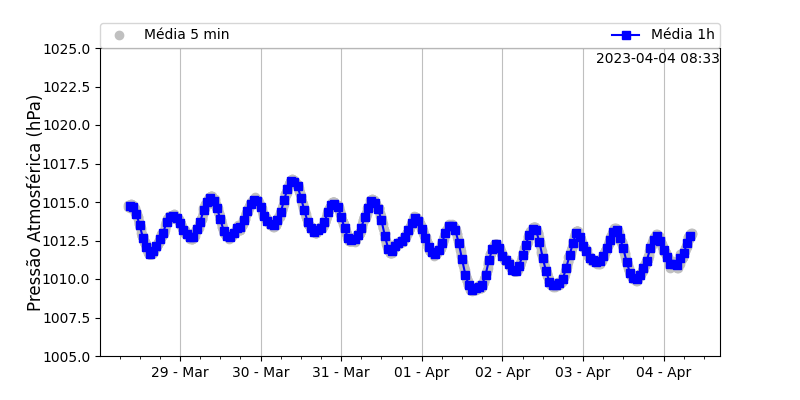 Média 5 min
Média 1h
2023-04-04 08:33
Pressão Atmosférica (hPa)
1025.0
1022.5
1020.0
1017.5
1015.0
1012.5
1010.0
1007.5
1005.0
29 - Mar
30 - Mar
31 - Mar
01 - Apr
02 - Apr
03 - Apr
04 - Apr